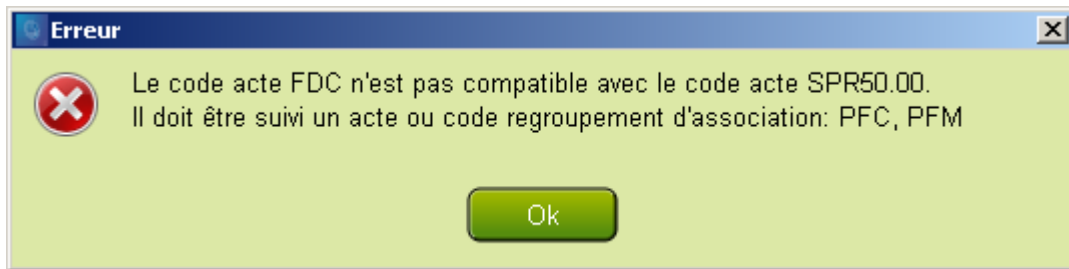 Erreur
Le code acte FDC n'est pas compatible avec le code acte SPR50.00.
Il doit être suivi un acte ou code regroupement d'association: PFC, PFM
Ok